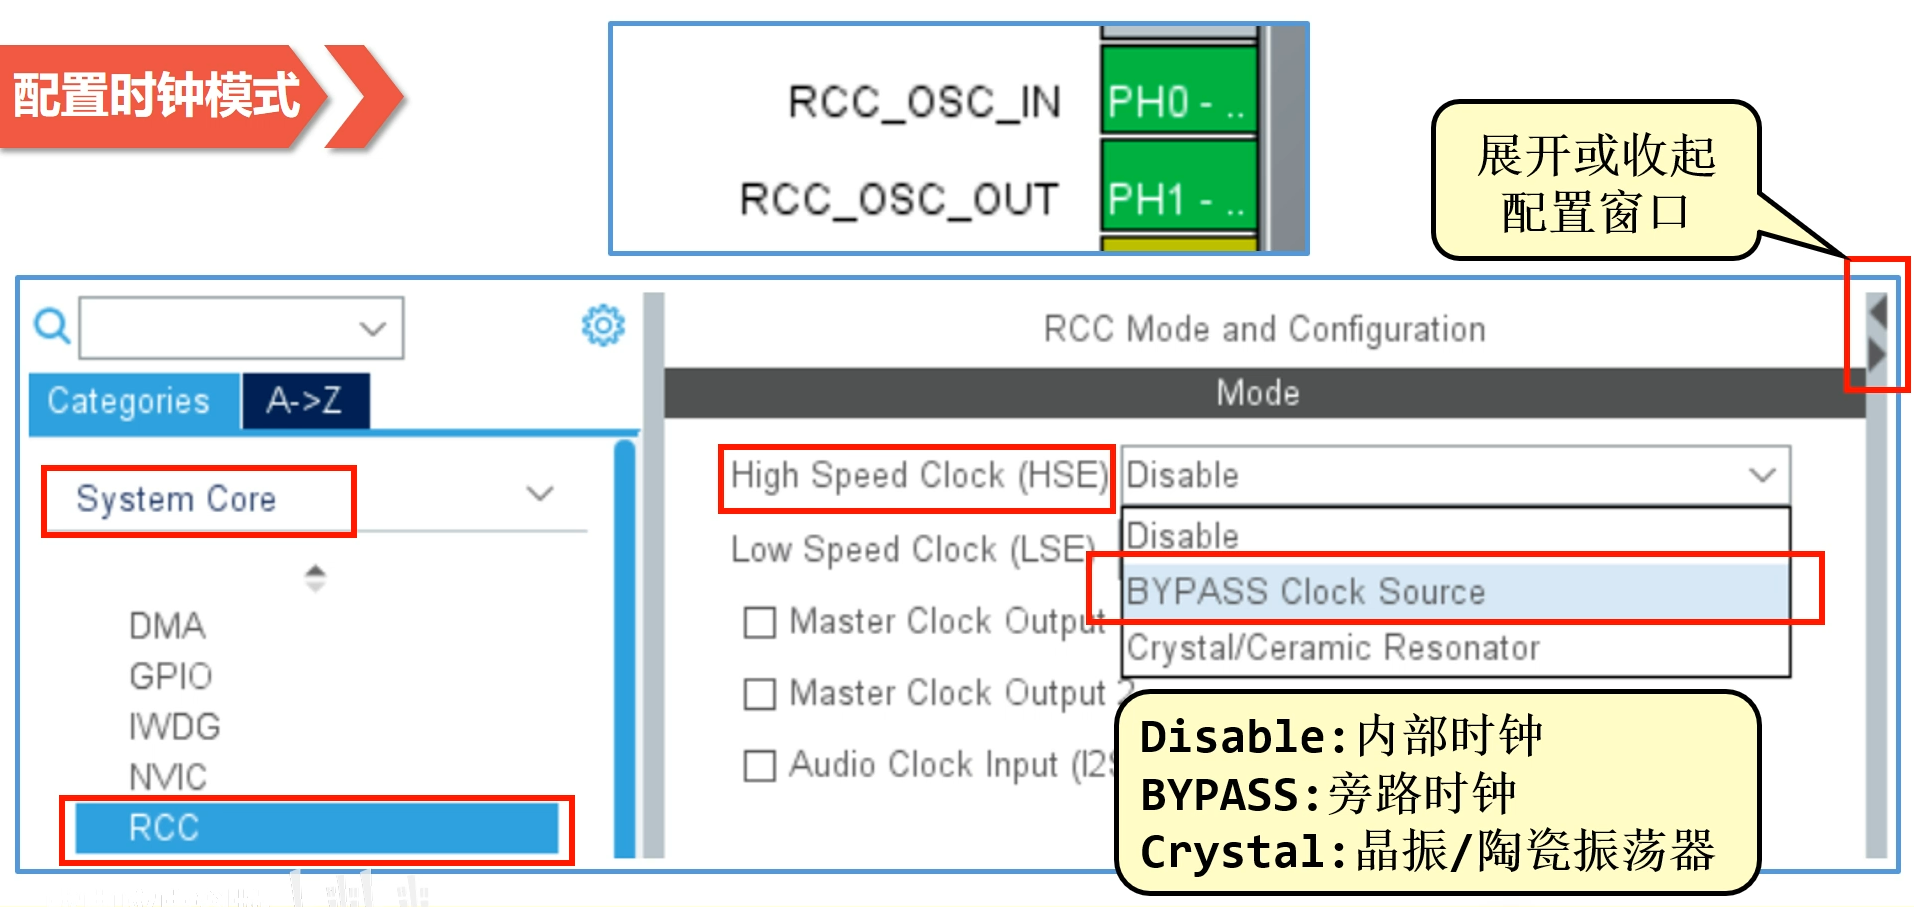 配置时钟模式
RCC_OSC_IN
PH0 - ..
RCC_OSC_OUT
PH1 - ..
展开或收起
配置窗口
RCC Mode and Configuration
Categories
A->Z
Mode
System Core
High Speed Clock (HSE)
Disable
Disable
Low Speed Clock (LSE)
BYPASS Clock Source
Master Clock Output
Crystal/Ceramic Resonator
Master Clock Output 2
Audio Clock Input (I2S
DMA
GPIO
IWDG
NVIC
RCC
Disable:内部时钟
BYPASS:旁路时钟
Crystal:晶振/陶瓷振荡器